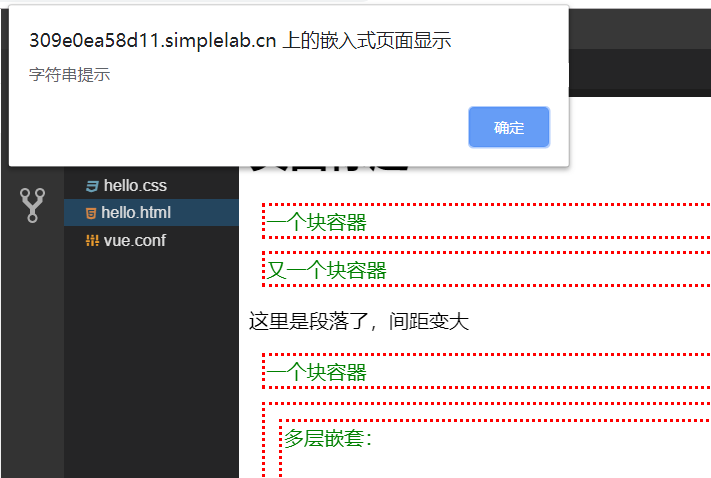 309e0ea58d11.simplelab.cn 上的嵌入式页面显示
字符串提示
确定
hello.css
hello.html
vue.conf
一个块容器
又一个块容器
这里是段落了，间距变大
一个块容器
多层嵌套：